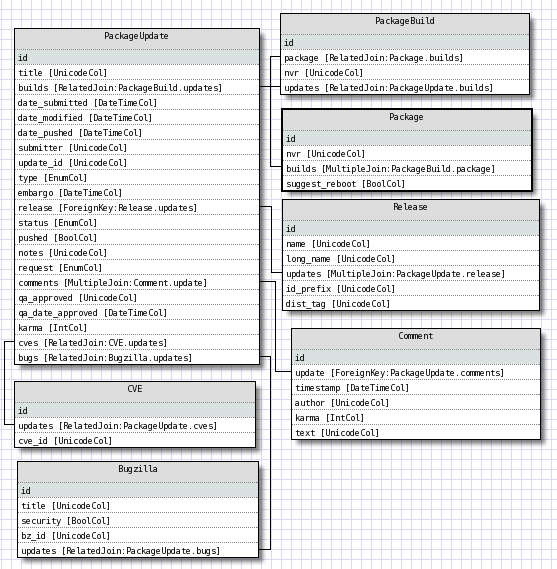 PackageUpdate
id
title [UnicodeCol]
builds [RelatedJoin:PackageBuild.updates]
date_submitted [DateTimeCol]
date_modified [DateTimeCol]
date_pushed [DateTimeCol]
submitter [UnicodeCol]
update_id [UnicodeCol]
type [EnumCol]
embargo [DateTimeCol]
release [ForeignKey:Release.updates]
status [EnumCol]
pushed [BoolCol]
notes [UnicodeCol]
request [EnumCol]
comments [MultipleJoin:Comment.update]
qa_approved [UnicodeCol]
qa_date_approved [DateTimeCol]
karma [IntCol]
cves [RelatedJoin:CVE.updates]
bugs [RelatedJoin:Bugzilla.updates]
CVE
id
updates [RelatedJoin:PackageUpdate.cves]
cve_id [UnicodeCol]
Bugzilla
id
title [UnicodeCol]
security [BoolCol]
bz_id [UnicodeCol]
updates [RelatedJoin:PackageUpdate.bugs]
PackageBuild
id
package [RelatedJoin:Package.builds]
nvr [UnicodeCol]
updates [RelatedJoin:PackageUpdate.builds]
Package
id
nvr [UnicodeCol]
builds [MultipleJoin:PackageBuild.package]
suggest_reboot [BoolCol]
Release
id
name [UnicodeCol]
long_name [UnicodeCol]
updates [MultipleJoin:PackageUpdate.release]
id_prefix [UnicodeCol]
dist_tag [UnicodeCol]
Comment
id
update [ForeignKey:PackageUpdate.comments]
timestamp [DateTimeCol]
author [UnicodeCol]
karma [IntCol]
text [UnicodeCol]